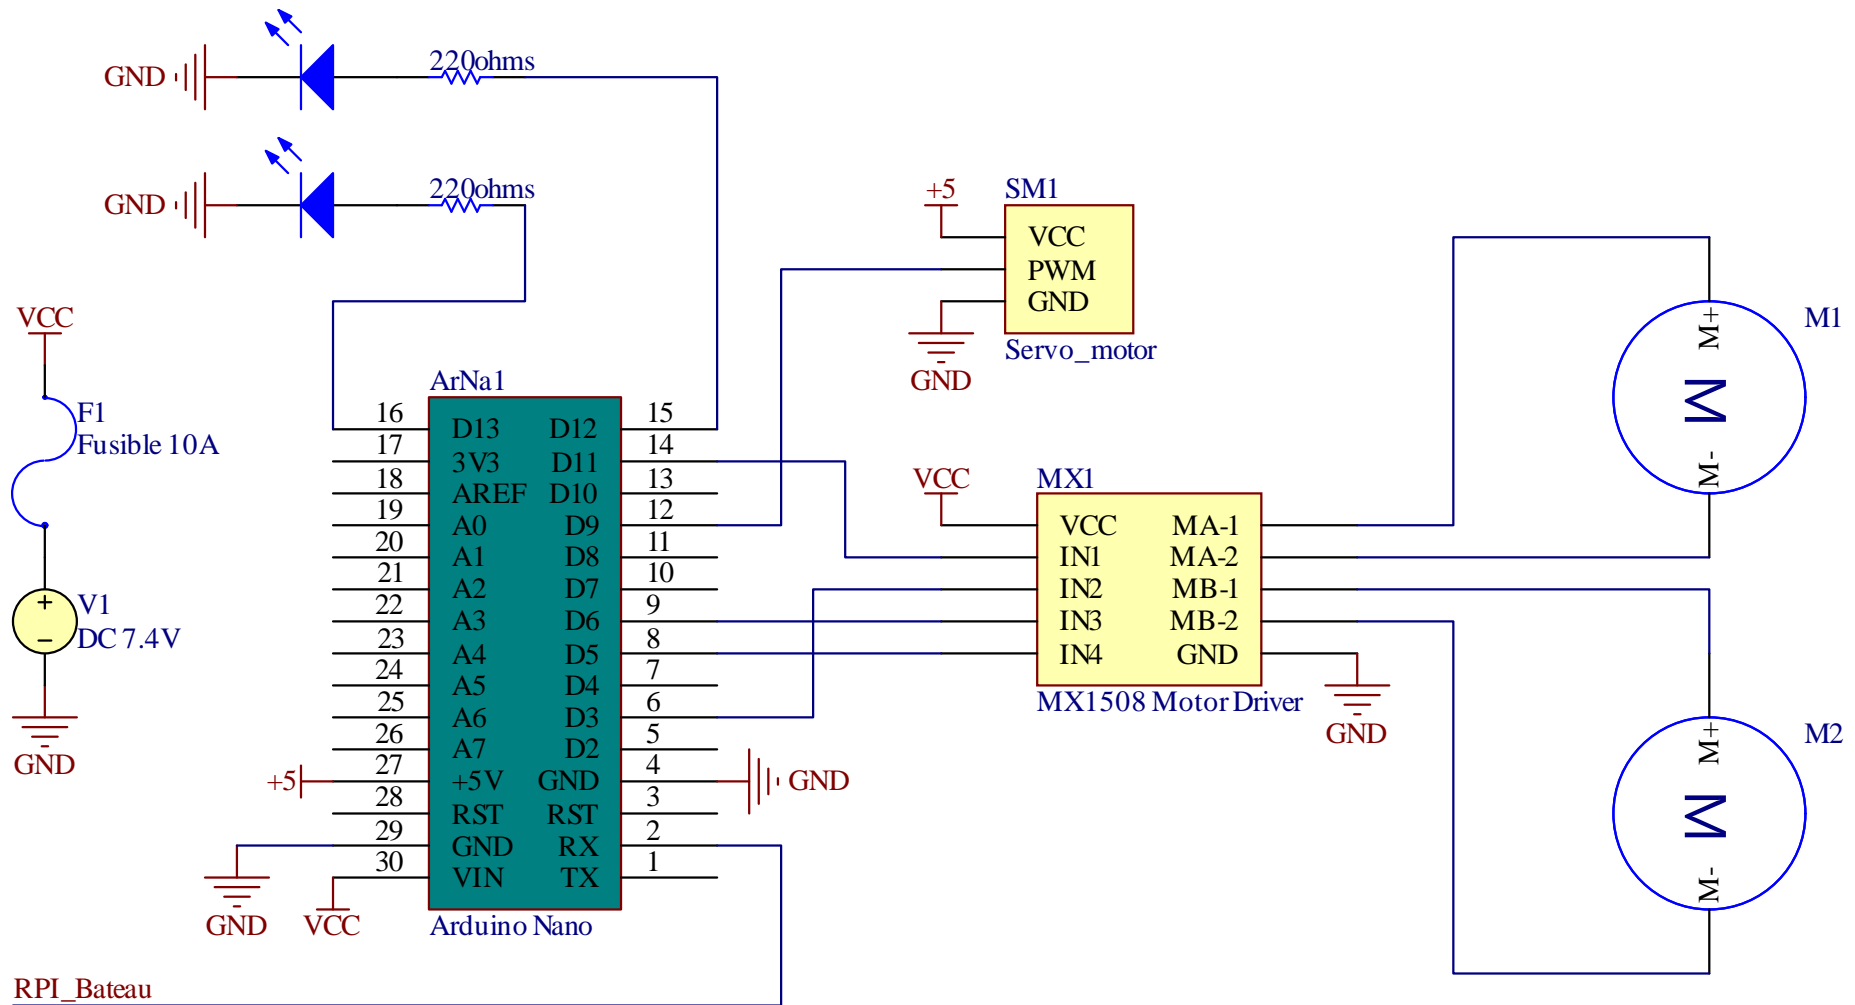 GND
220ohms
GND
220ohms
VCC
F1
Fusible 10A
V1
DC 7.4V
GND
+5
SM1
VCC
PWM
GND
Servo_motor
GND
ArNa1
16 D13 D12 15
17 3V3 D11 14
18 AREF D10 13
19 A0 D9 12
20 A1 D8 11
21 A2 D7 10
22 A3 D6 9
23 A4 D5 8
24 A5 D4 7
25 A6 D3 6
26 A7 D2 5
+5 27 +5V GND 4 GND
28 RST RST 3
29 GND RX 2
30 VIN TX 1
GND
VCC
Arduino Nano
VCC
MX1
VCC MA-1
IN1 MA-2
IN2 MB-1
IN3 MB-2
IN4 GND
MX1508 Motor Driver
GND
M+
M
M-
M1
M+
M
M-
M2
RPI_Bateau